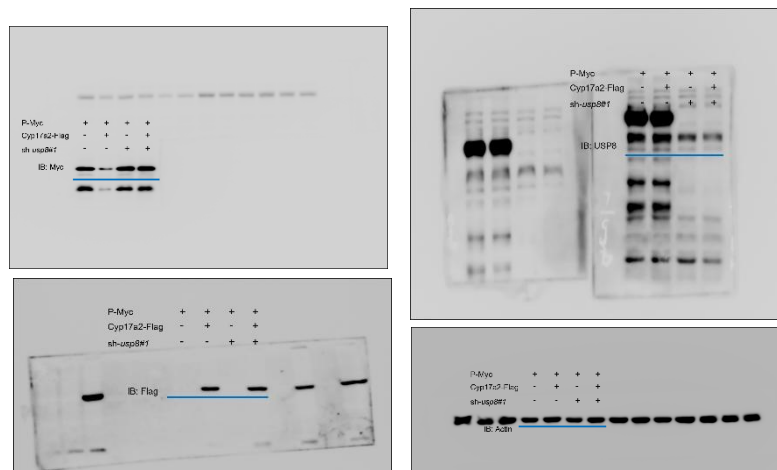 P-Myc + + + +
Cyp17a2-Flag - + - +
sh-usp8#1 - - + +
IB: Myc
P-Myc + + + +
Cyp17a2-Flag - + - +
sh-usp8#1 - - + +
IB: USP8
P-Myc + + + +
Cyp17a2-Flag - + - +
sh-usp8#1 - - + +
IB: Flag
P-Myc + + + +
Cyp17a2-Flag - + - +
sh-usp8#1 - - + +
IB: Actin